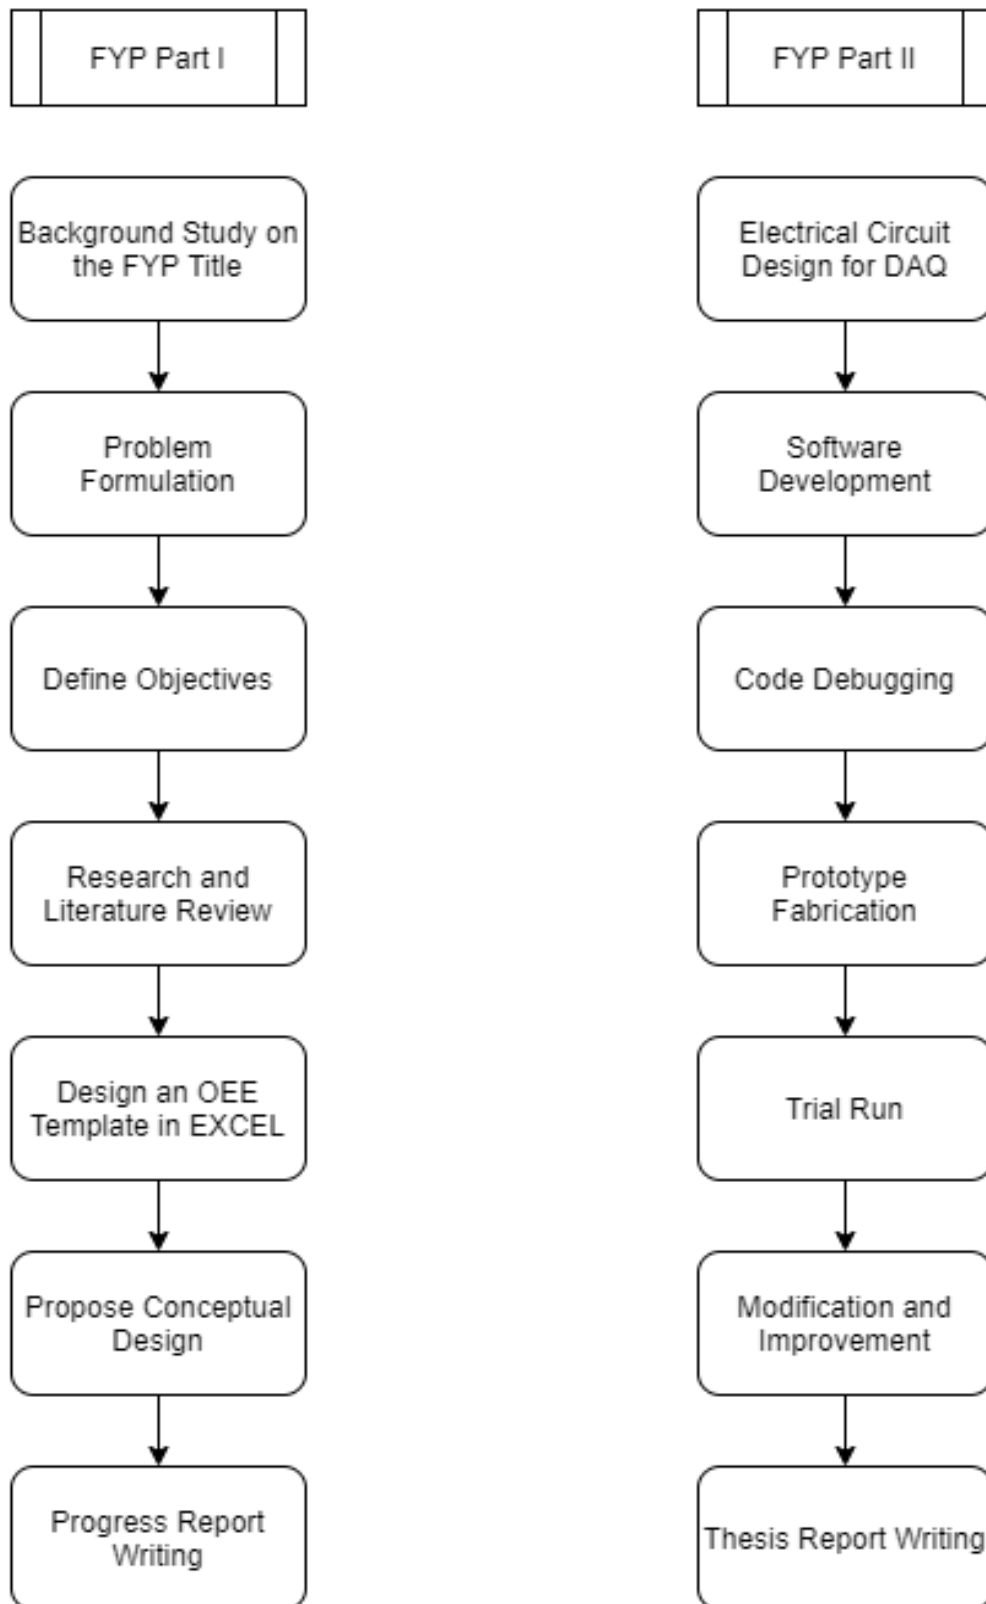 FYP Part I
Background Study on
the FYP Title
Problem
Formulation
Define Objectives
Research and
Literature Review
Design an OEE
Template in EXCEL
Propose Conceptual
Design
Progress Report
Writing
FYP Part II
Electrical Circuit
Design for DAQ
Software
Development
Code Debugging
Prototype
Fabrication
Trial Run
Modification and
Improvement
Thesis Report Writing